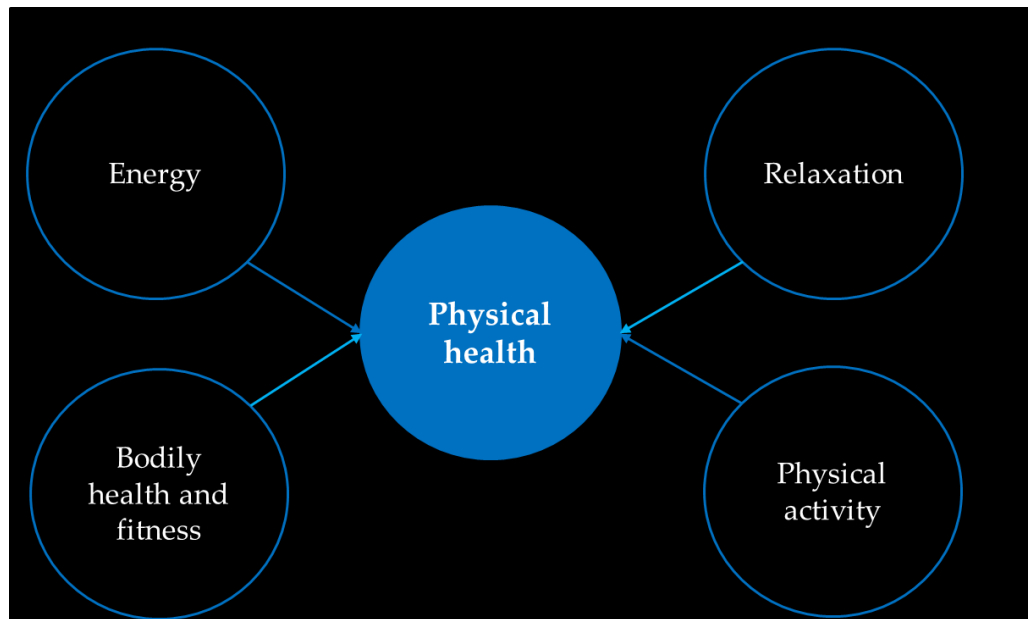 Energy
Relaxation
Physical
health
Bodily
health and
fitness
Physical
activity